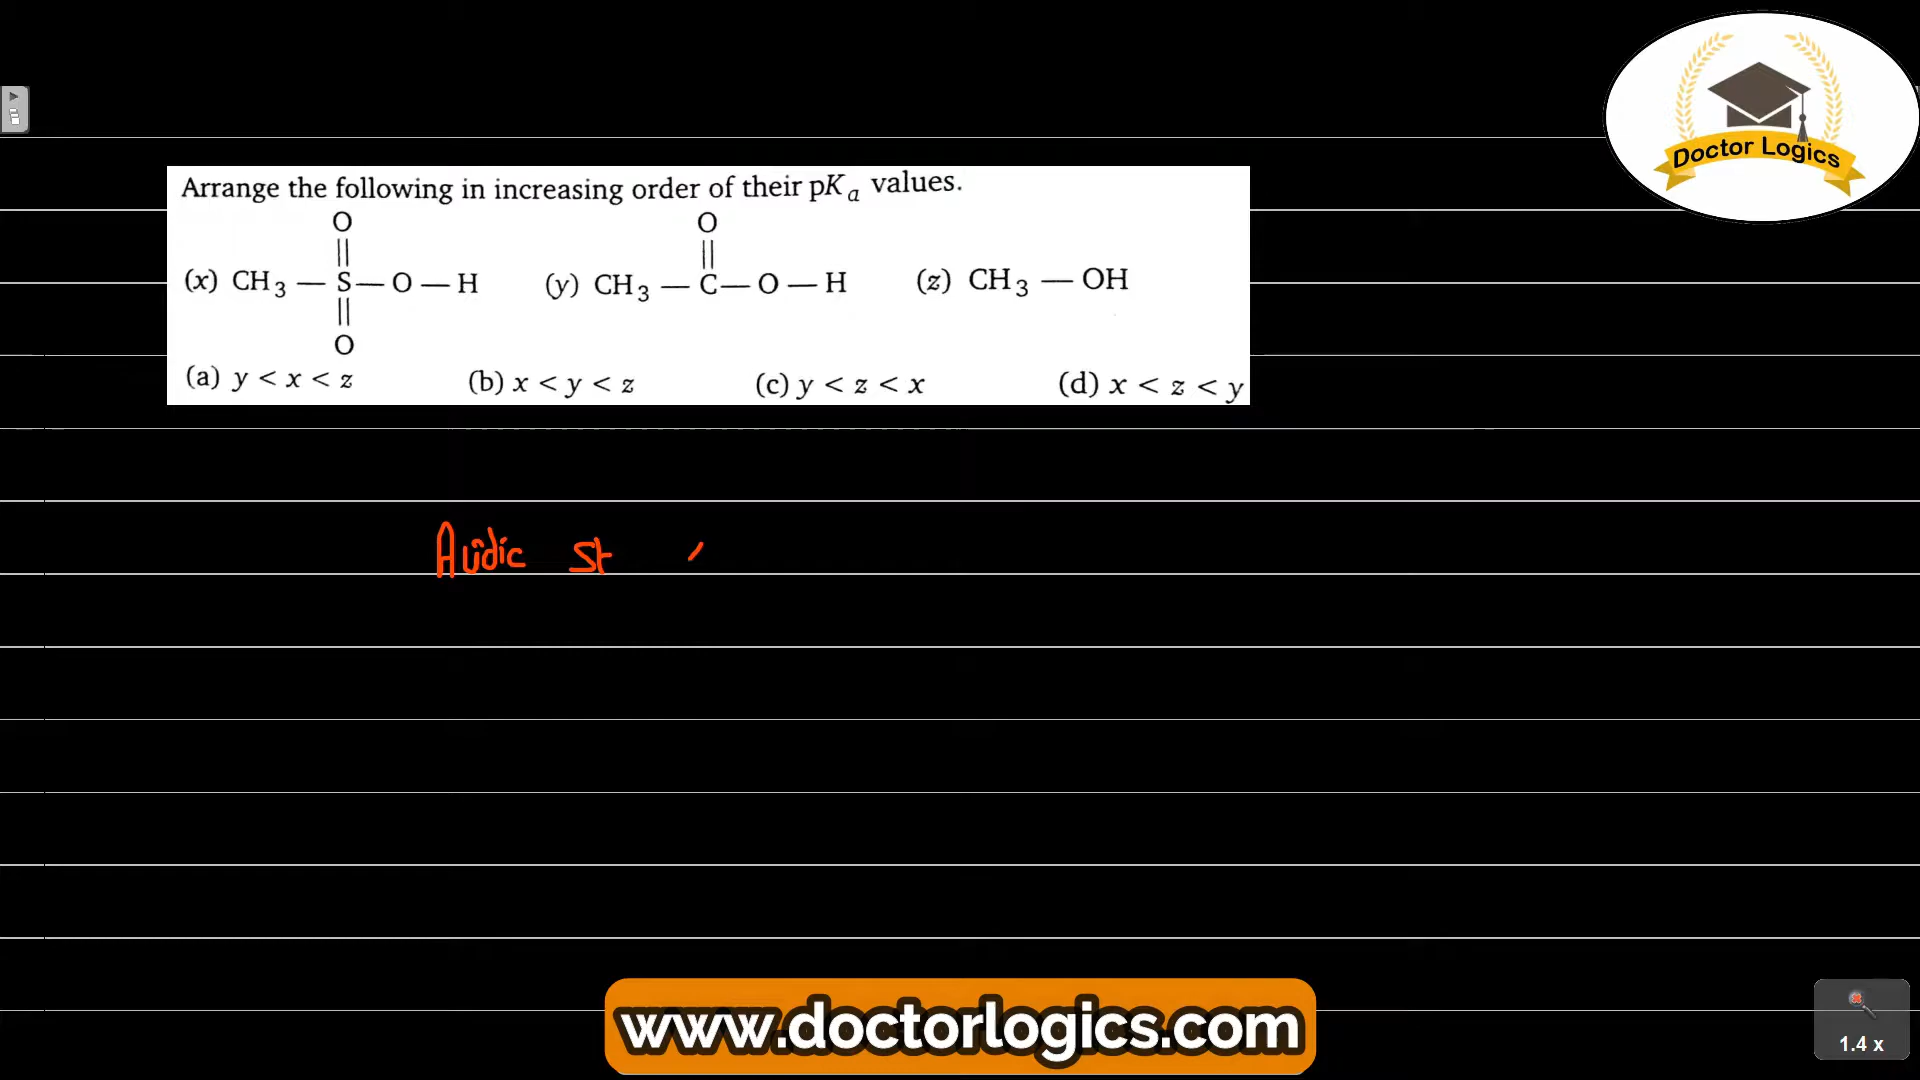 Doctor Logics
Arrange the following in increasing order of their pKa values.
O O
|| ||
(x) CH3 — S — O — H (y) CH3 — C — O — H (z) CH3 — OH
||
O
(a) y < x < z (b) x < y < z (c) y < z < x (d) x < z < y
Acidic St
www.doctorlogics.com
1.4 x